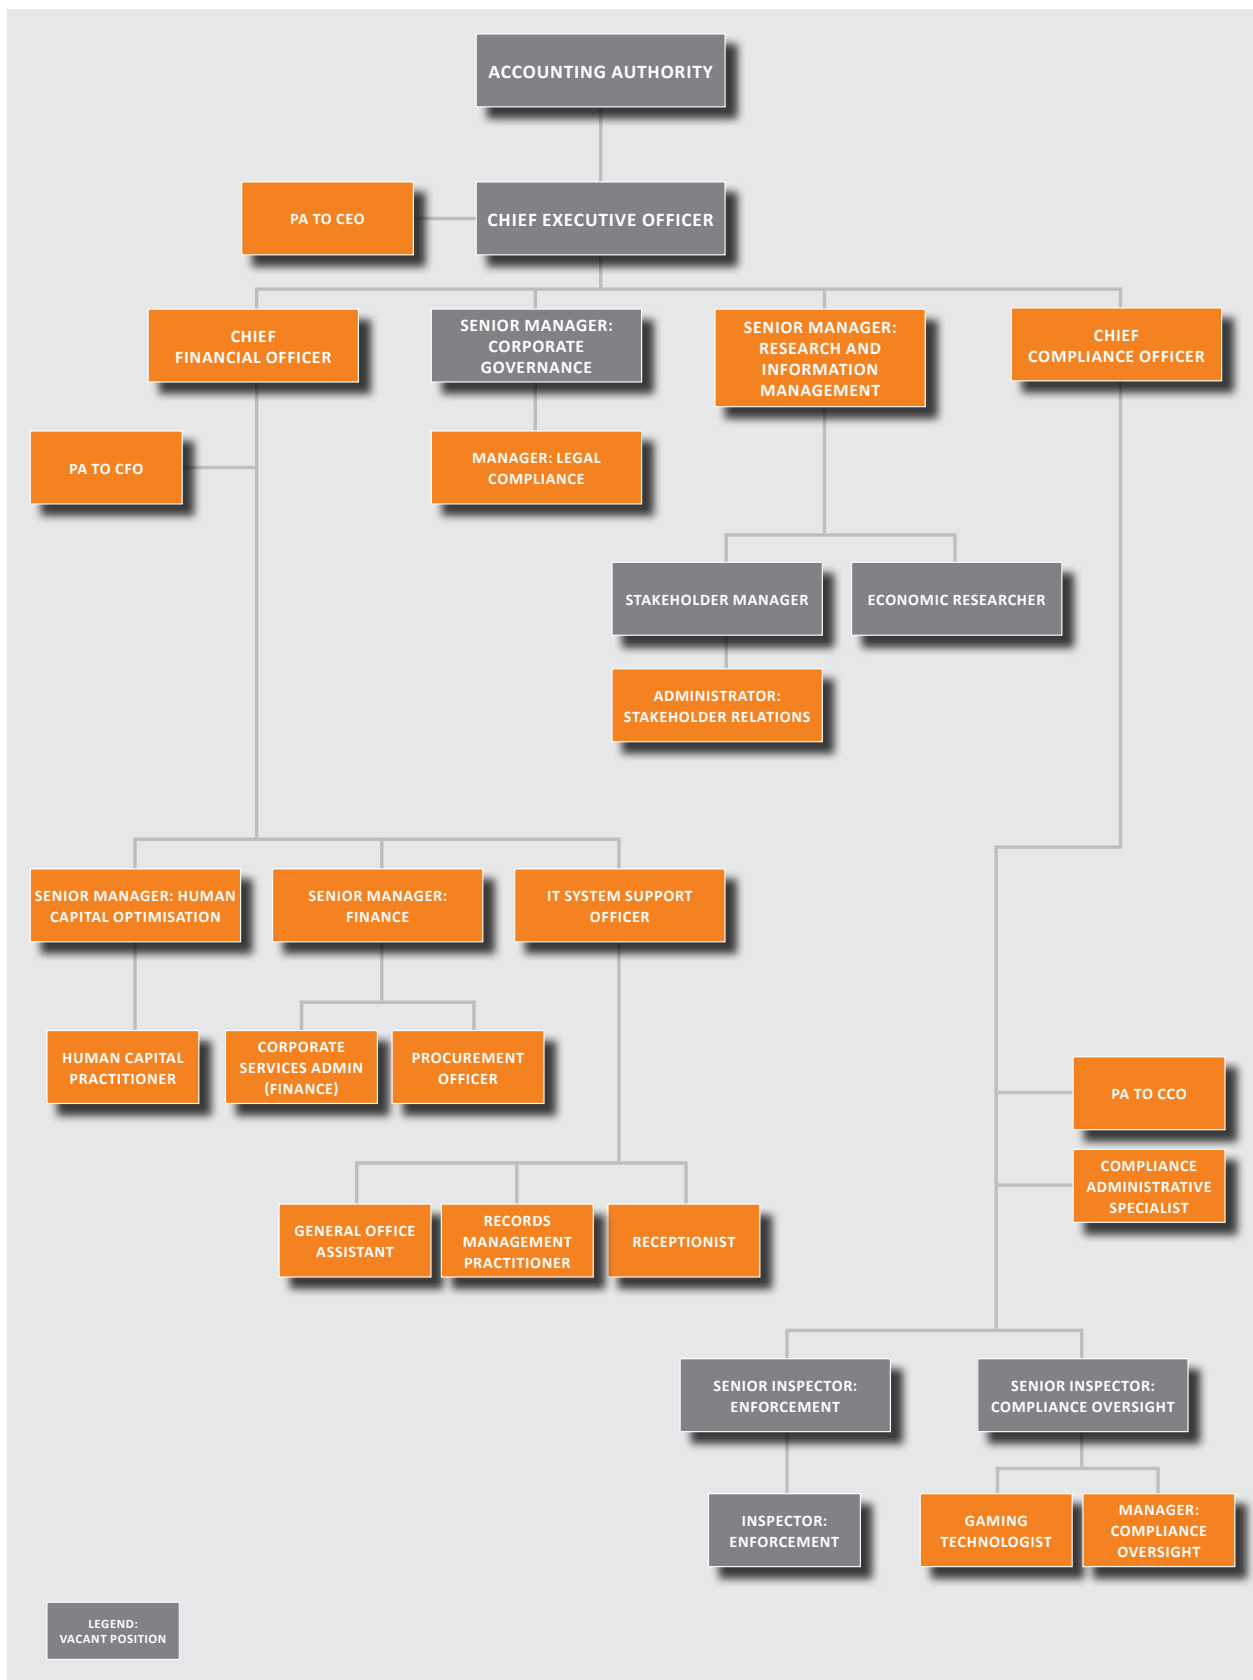 ACCOUNTING AUTHORITY
PA TO CEO
CHIEF EXECUTIVE OFFICER
CHIEF
FINANCIAL OFFICER
SENIOR MANAGER:
CORPORATE
GOVERNANCE
SENIOR MANAGER:
RESEARCH AND
INFORMATION
MANAGEMENT
CHIEF
COMPLIANCE OFFICER
PA TO CFO
MANAGER: LEGAL
COMPLIANCE
STAKEHOLDER MANAGER
ECONOMIC RESEARCHER
ADMINISTRATOR:
STAKEHOLDER RELATIONS
SENIOR MANAGER: HUMAN
CAPITAL OPTIMISATION
SENIOR MANAGER:
FINANCE
IT SYSTEM SUPPORT
OFFICER
HUMAN CAPITAL
PRACTITIONER
CORPORATE
SERVICES ADMIN
(FINANCE)
PROCUREMENT
OFFICER
PA TO CCO
COMPLIANCE
ADMINISTRATIVE
SPECIALIST
GENERAL OFFICE
ASSISTANT
RECORDS
MANAGEMENT
PRACTITIONER
RECEPTIONIST
SENIOR INSPECTOR:
ENFORCEMENT
SENIOR INSPECTOR:
COMPLIANCE OVERSIGHT
INSPECTOR:
ENFORCEMENT
GAMING
TECHNOLOGIST
MANAGER:
COMPLIANCE
OVERSIGHT
LEGEND:
VACANT POSITION